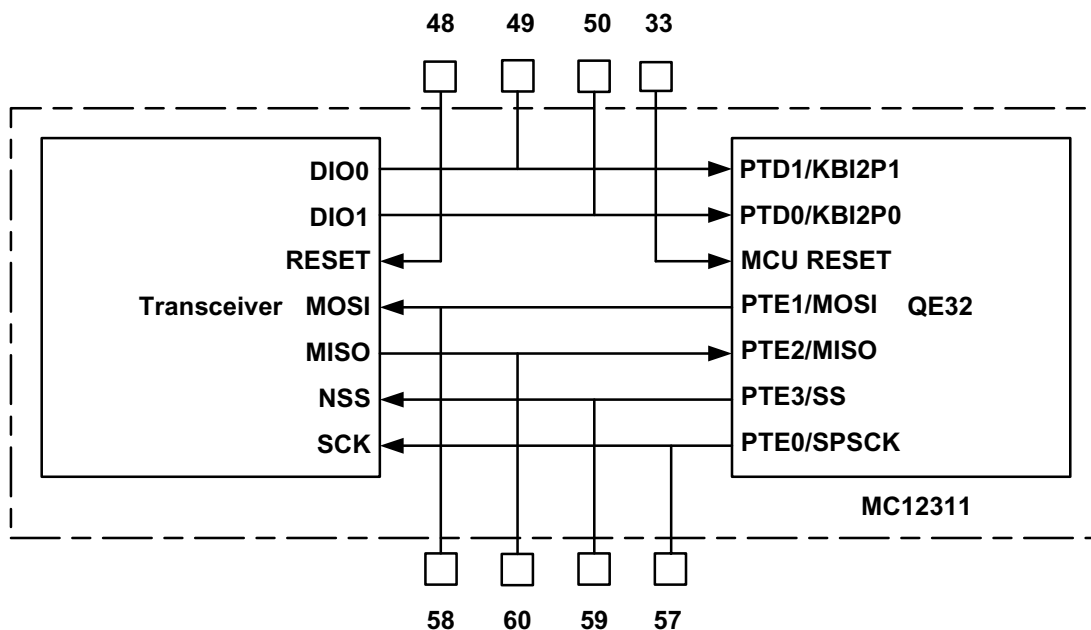 48 49 50 33
DIO0 PTD1/KBI2P1
DIO1 PTD0/KBI2P0
RESET MCU RESET
Transceiver MOSI PTE1/MOSI QE32
MISO PTE2/MISO
NSS PTE3/SS
SCK PTE0/SPSCK
MC12311
58 60 59 57